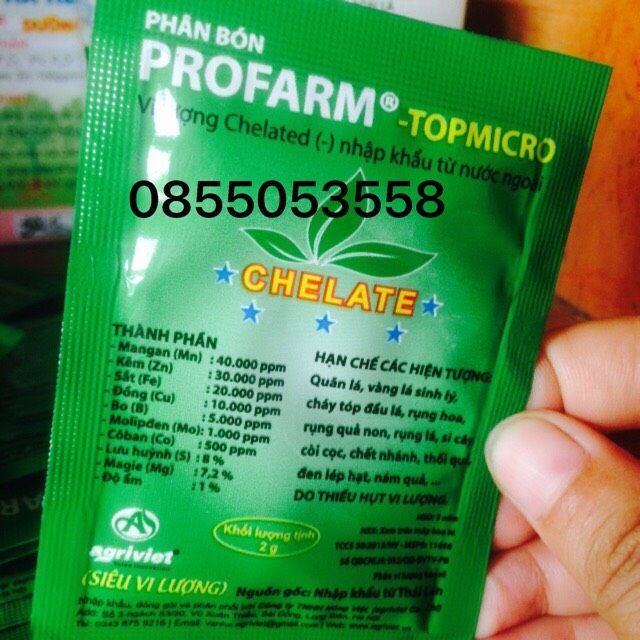 PHÂN BÓN
PROFARM® -TOPMICRO
Vi lượng Chelated (-) nhập khẩu từ nước ngoài
0855053558
CHELATE
THÀNH PHẦN
- Mangan (Mn) : 40.000 ppm
- Kẽm (Zn) : 30.000 ppm
- Sắt (Fe) : 20.000 ppm
- Đồng (Cu) : 10.000 ppm
- Bo (B) : 5.000 ppm
- Molipđen (Mo): 1.000 ppm
- Côban (Co) : 500 ppm
- Lưu huỳnh (S) : 8 %
- Magie (Mg) : 7,2 %
- Độ ẩm : 1 %
HẠN CHẾ CÁC HIỆN TƯỢNG:
Quăn lá, vàng lá sinh lý,
cháy tóp đầu lá, rụng hoa,
rụng quả non, rụng lá, si cây
còi cọc, chết nhánh, thối quả
đen lép hạt, nám quả, ...
DO THIẾU HỤT VI LƯỢNG
Khối lượng tịnh
2 g
agriviet
(SIÊU VI LƯỢNG)
Nguồn gốc: Nhập khẩu từ Thái Lan